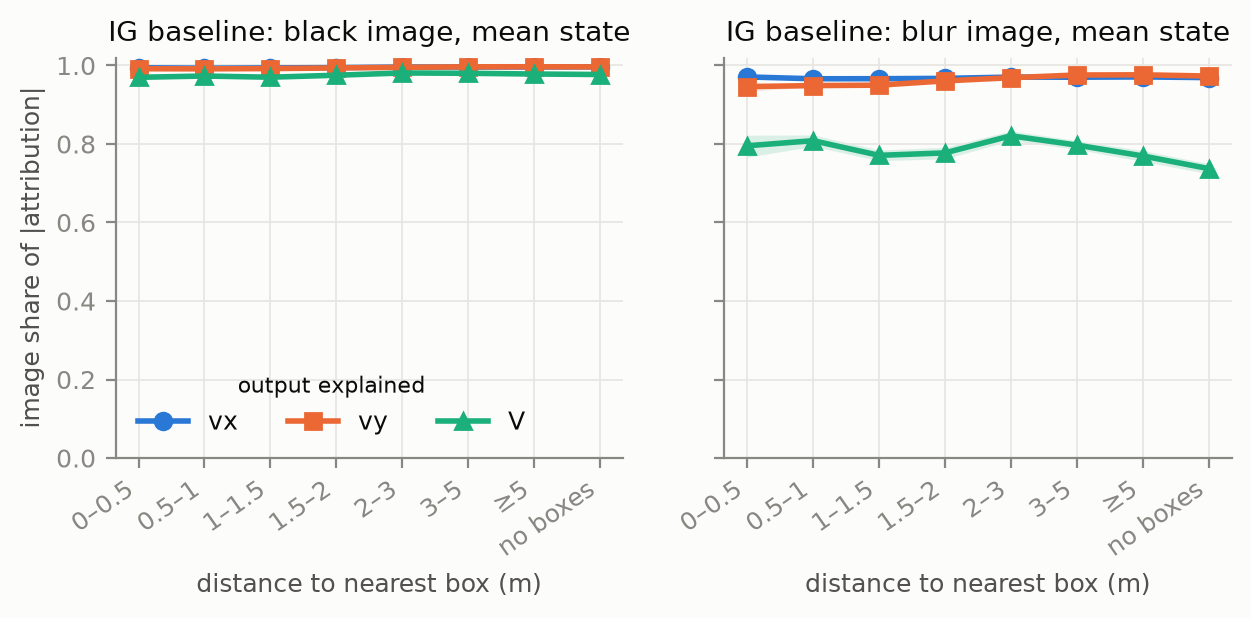 IG baseline: black image, mean state
IG baseline: blur image, mean state
image share of |attribution|
1.0
0.8
0.6
0.4
0.2
0.0
output explained
vx
vy
V
0–0.5
0.5–1
1–1.5
1.5–2
2–3
3–5
≥5
no boxes
distance to nearest box (m)
0–0.5
0.5–1
1–1.5
1.5–2
2–3
3–5
≥5
no boxes
distance to nearest box (m)